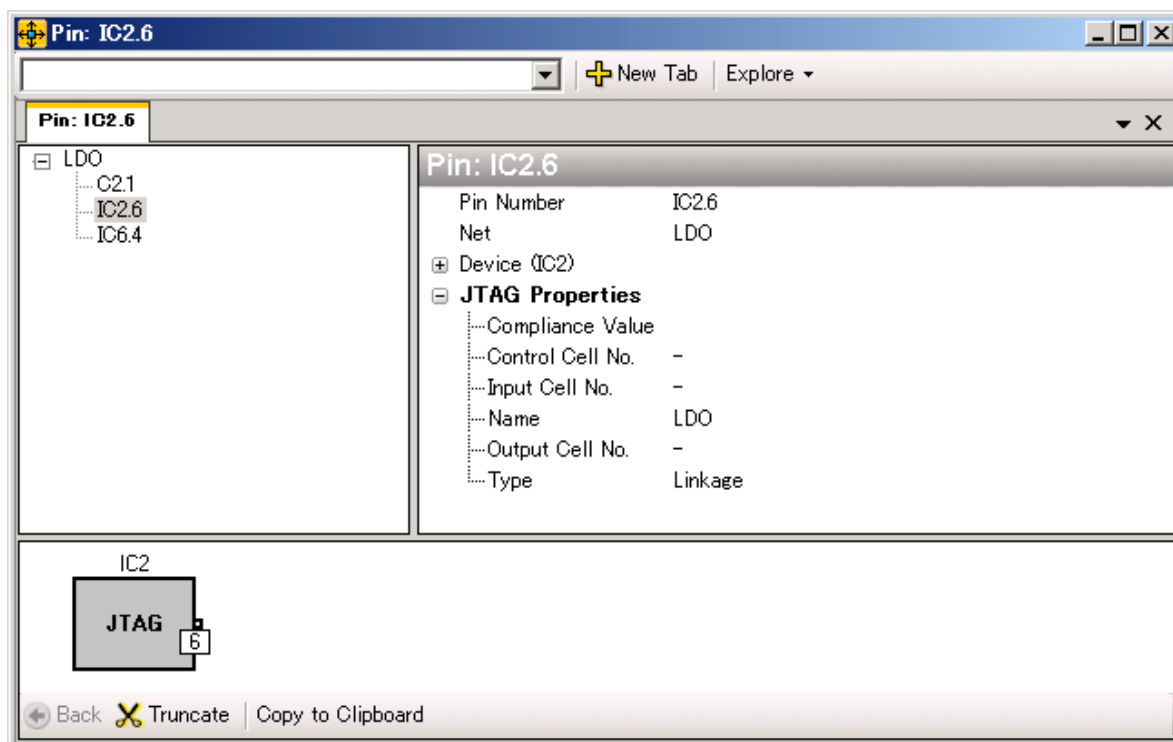 Pin: IC2.6
New Tab Explore
Pin: IC2.6
LDO
C2.1
IC2.6
IC6.4
Pin: IC2.6
Pin Number IC2.6
Net LDO
Device (IC2)
JTAG Properties
Compliance Value
Control Cell No. -
Input Cell No. -
Name LDO
Output Cell No. -
Type Linkage
IC2
JTAG
6
Back Truncate Copy to Clipboard